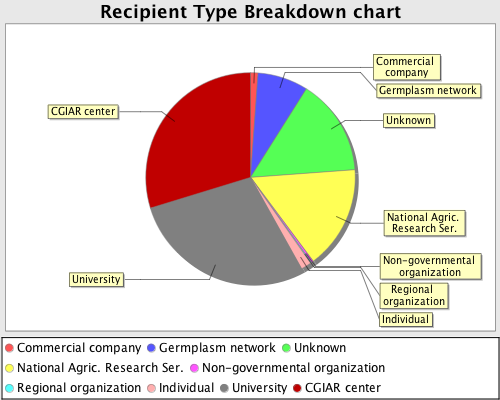 Recipient Type Breakdown chart
Commercial
company
Germplasm network
CGIAR center
Unknown
National Agric.
Research Ser.
Non-governmental
organization
University
Regional
organization
Individual
Commercial company Germplasm network Unknown
National Agric. Research Ser. Non-governmental organization
Regional organization Individual University CGIAR center